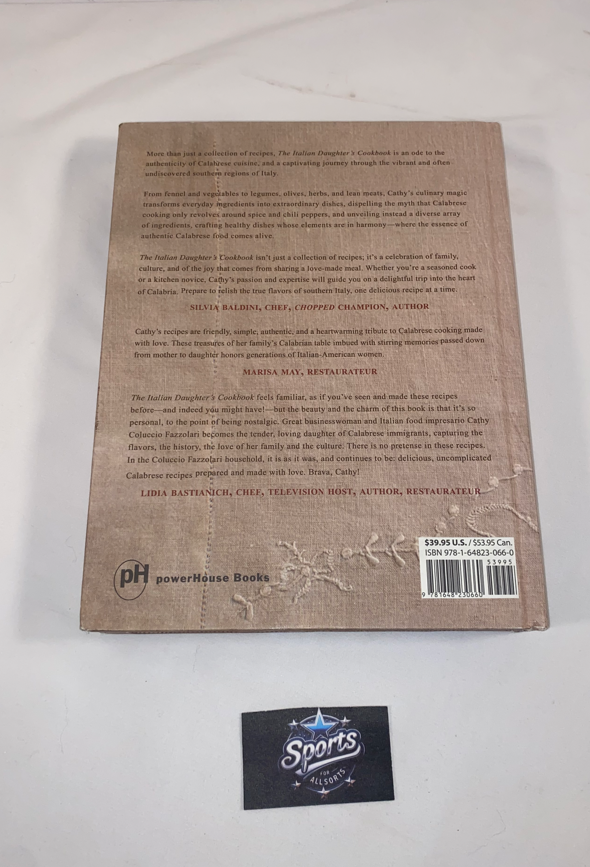 More than just a collection of recipes, The Italian Daughter's Cookbook is an ode to the
authenticity of Calabrese cuisine, and a captivating journey through the vibrant and often
undiscovered southern regions of Italy.
From fennel and vegetables to legumes, olives, herbs, and lean meats, Cathy's culinary magic
transforms everyday ingredients into extraordinary dishes, dispelling the myth that Calabrese
cooking only revolves around spice and chili peppers, and unveiling instead a diverse array
of ingredients, crafting healthy dishes whose elements are in harmony—where the essence of
authentic Calabrese food comes alive.
The Italian Daughter's Cookbook isn't just a collection of recipes; it's a celebration of family,
culture, and of the joy that comes from sharing a love-made meal. Whether you're a seasoned cook
or a kitchen novice, Cathy's passion and expertise will guide you on a delightful trip into the heart
of Calabria. Prepare to relish the true flavors of southern Italy, one delicious recipe at a time.
SILVIA BALDINI, CHEF, CHOPPED CHAMPION, AUTHOR
Cathy's recipes are friendly, simple, authentic, and a heartwarming tribute to Calabrese cooking made
with love. These treasures of her family's Calabrian table imbued with stirring memories passed down
from mother to daughter honors generations of Italian-American women.
MARISA MAY, RESTAURATEUR
The Italian Daughter's Cookbook feels familiar, as if you've seen and made these recipes
before—and indeed you might have!—but the beauty and the charm of this book is that it's so
personal, to the point of being nostalgic. Great businesswoman and Italian food impresario Cathy
Coluccio Fazzolari becomes the tender, loving daughter of Calabrese immigrants, capturing the
flavors, the history, the love of her family and the culture. There is no pretense in these recipes.
In the Coluccio Fazzolari household, it is as it was, and continues to be: delicious, uncomplicated
Calabrese recipes prepared and made with love. Brava, Cathy!
LIDIA BASTIANICH, CHEF, TELEVISION HOST, AUTHOR, RESTAURATEUR
$39.95 U.S. / $53.95 Can.
ISBN 978-1-64823-066-0
53995
9 781648 230660
pH powerHouse Books
Sports
FOR
ALLSORTS